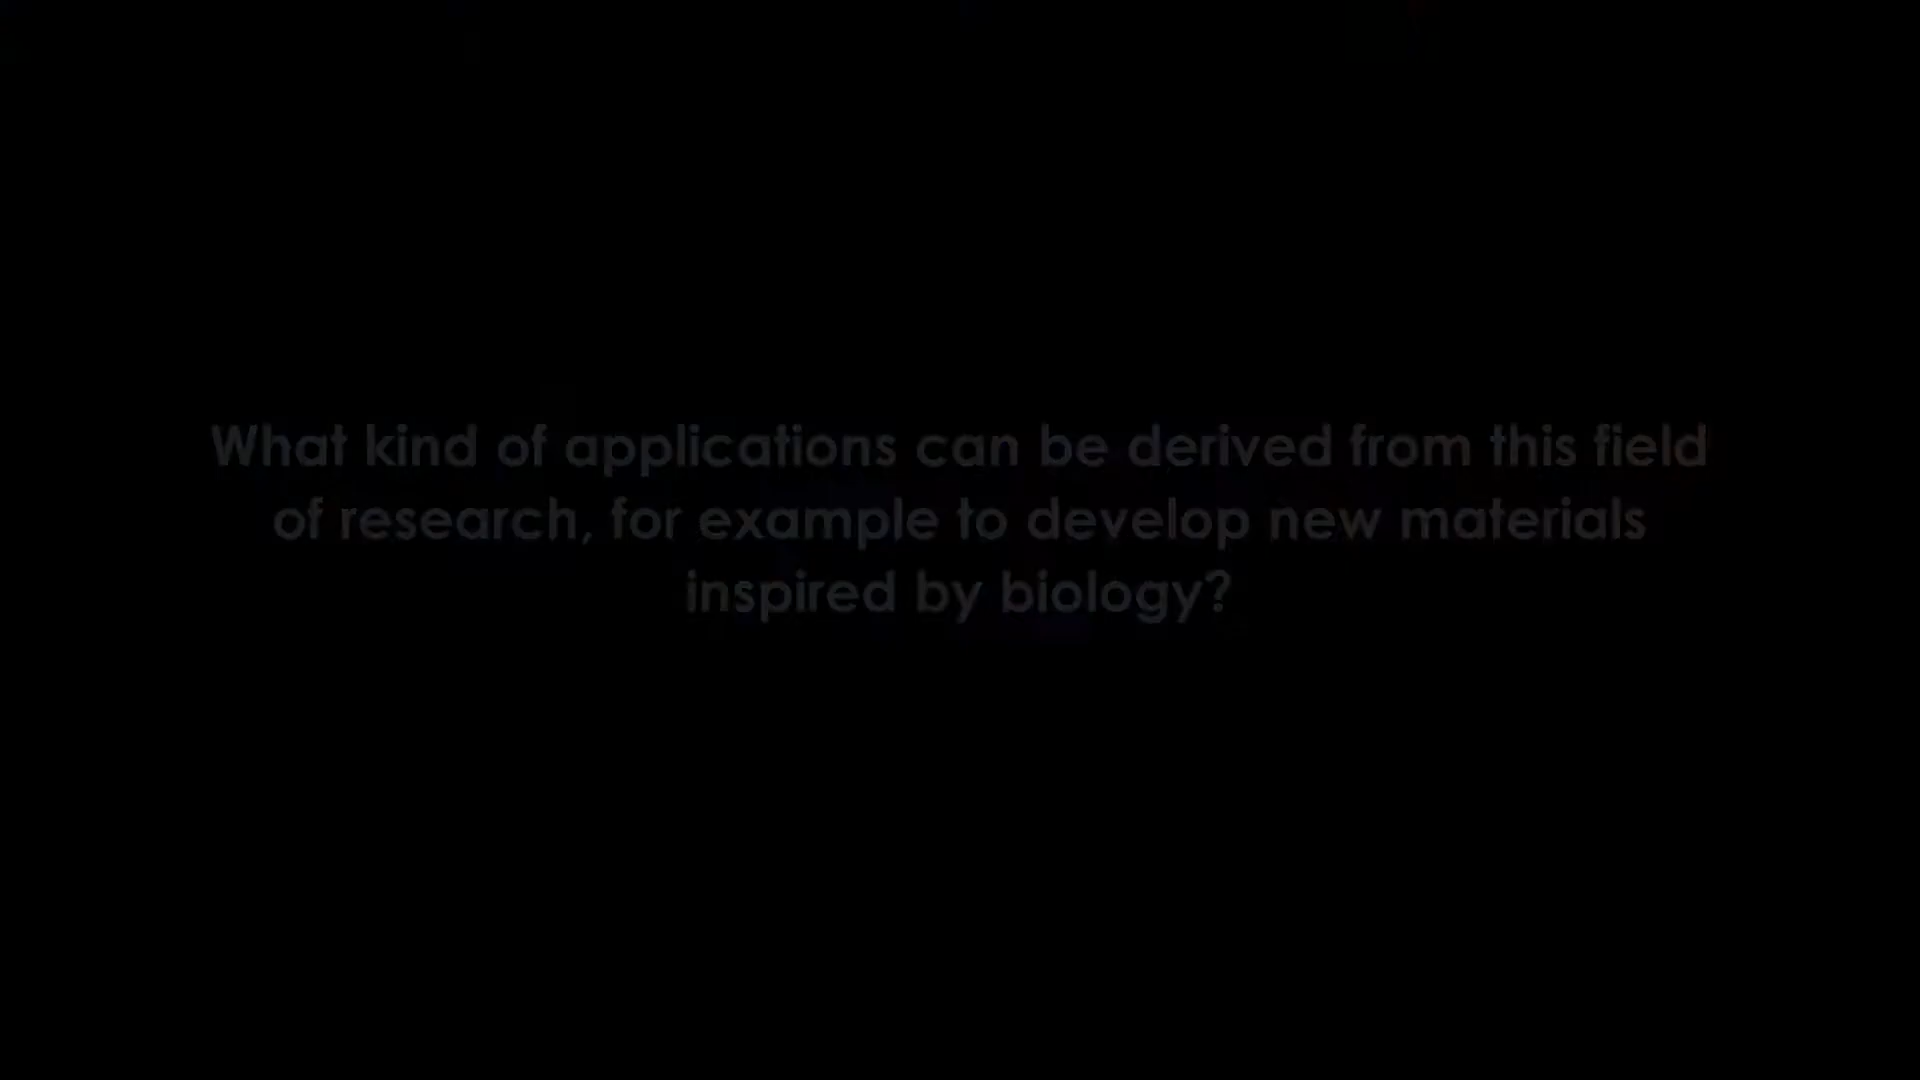 What kind of applications can be derived from this field
of research, for example to develop new materials
inspired by biology?